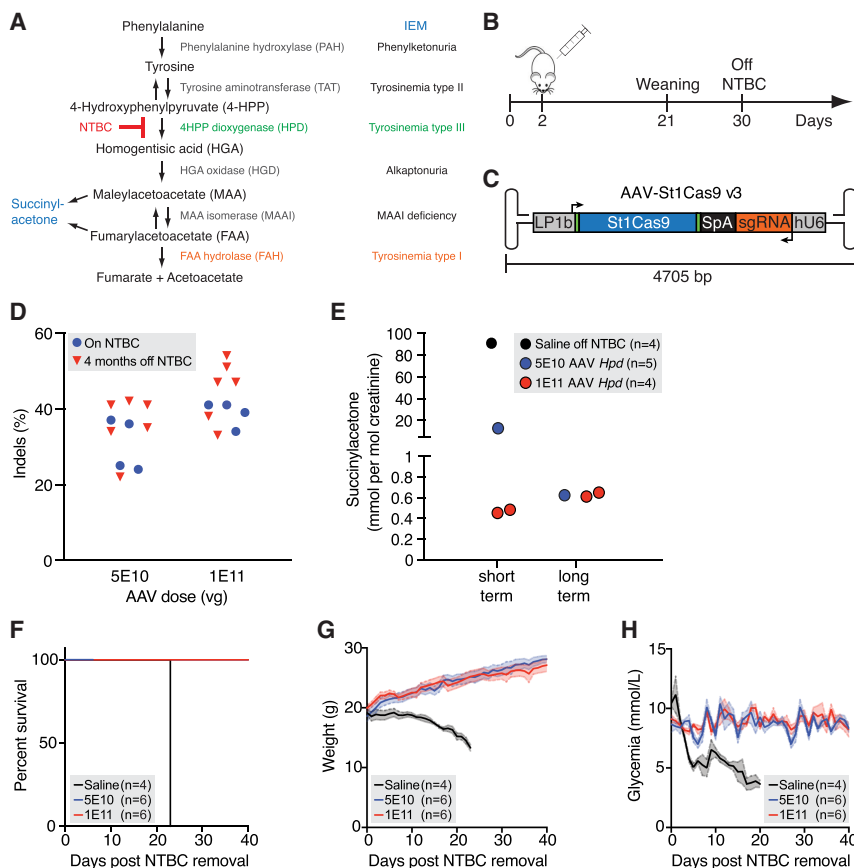 A
Phenylalanine
IEM
Phenylalanine hydroxylase (PAH)
Phenylketonuria
Tyrosine
Tyrosine aminotransferase (TAT)
Tyrosinemia type II
4-Hydroxyphenylpyruvate (4-HPP)
NTBC
4HPP dioxygenase (HPD)
Tyrosinemia type III
Homogentisic acid (HGA)
HGA oxidase (HGD)
Alkaptonuria
Succinyl-
acetone
Maleylacetoacetate (MAA)
MAA isomerase (MAAI)
MAAI deficiency
Fumarylacetoacetate (FAA)
FAA hydrolase (FAH)
Tyrosinemia type I
Fumarate + Acetoacetate
B
Off
Weaning NTBC
0 2 21 30 Days
C
AAV-St1Cas9 v3
LP1b St1Cas9 SpA sgRNA hU6
4705 bp
D
60
On NTBC
4 months off NTBC
40
20
0
Indels (%)
5E10 1E11
AAV dose (vg)
E
100
80
60
40
20
1
0.8
0.6
0.4
0.2
0
Succinylacetone
(mmol per mol creatinine)
Saline off NTBC (n=4)
5E10 AAV Hpd (n=5)
1E11 AAV Hpd (n=4)
short
term
long
term
F
100
50
0
Percent survival
Saline (n=4)
5E10 (n=6)
1E11 (n=6)
0 10 20 30 40
Days post NTBC removal
G
30
20
10
0
Weight (g)
Saline (n=4)
5E10 (n=6)
1E11 (n=6)
0 10 20 30 40
Days post NTBC removal
H
15
10
5
0
Glycemia (mmol/L)
Saline (n=4)
5E10 (n=6)
1E11 (n=6)
0 10 20 30 40
Days post NTBC removal